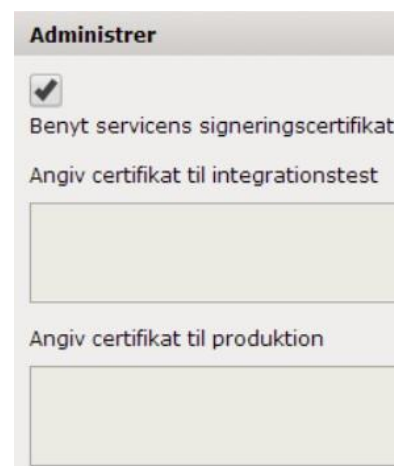 Administrer
Benyt servicens signeringscertifikat
Angiv certifikat til integrationstest
Angiv certifikat til produktion